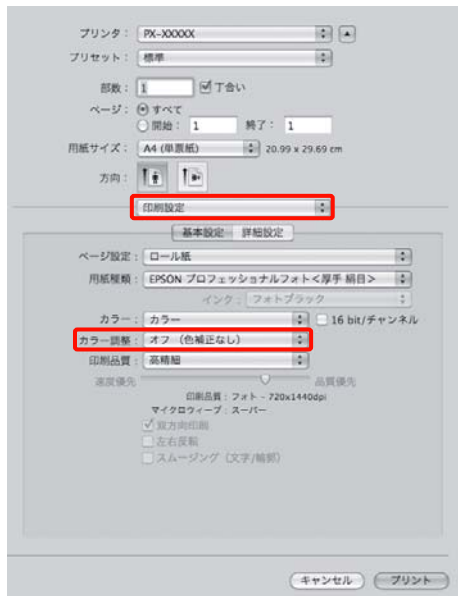 プリンタ： PX-XXXXX
プリセット： 標準
部数： 1 丁合い
ページ： すべて
開始： 1 終了： 1
用紙サイズ： A4 (単票紙) 20.99 x 29.69 cm
方向：
印刷設定
基本設定 詳細設定
ページ設定： ロール紙
用紙種類： EPSON プロフェッショナルフォト<厚手 絹目>
インク： フォトブラック
カラー： カラー 16 bit/チャンネル
カラー調整： オフ (色補正なし)
印刷品質： 高精細
速度優先 品質優先
印刷品質： フォト - 720x1440dpi
マイクロウィーブ： スーパー
双方向印刷
左右反転
スムージング (文字/輪郭)
キャンセル プリント